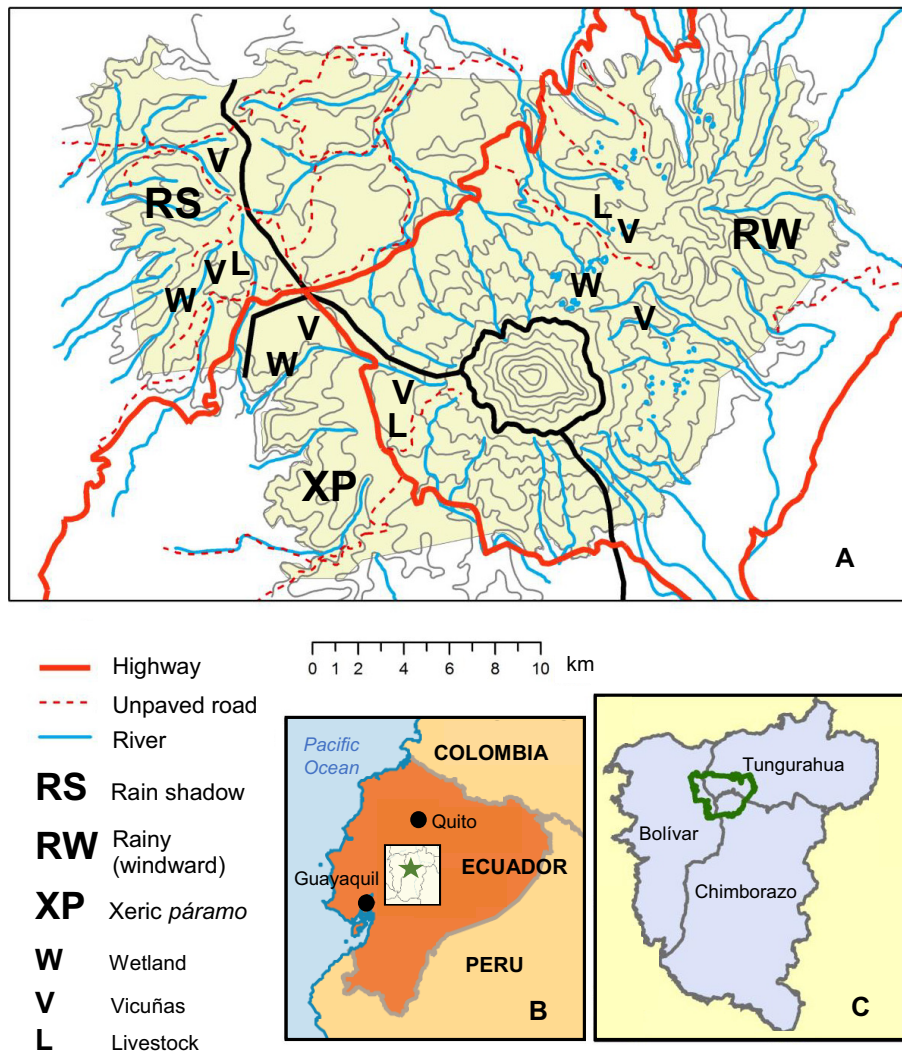 V
L
RS
V
RW
V
L
W
W
V
V
W
V
L
XP
A
0 1 2 4 6 8 10 km
Highway
Unpaved road
River
RS Rain shadow
RW Rainy
(windward)
XP Xeric páramo
W Wetland
V Vicuñas
L Livestock
Pacific
Ocean
COLOMBIA
Quito
ECUADOR
Guayaquil
PERU
B
Tungurahua
Bolívar
Chimborazo
C